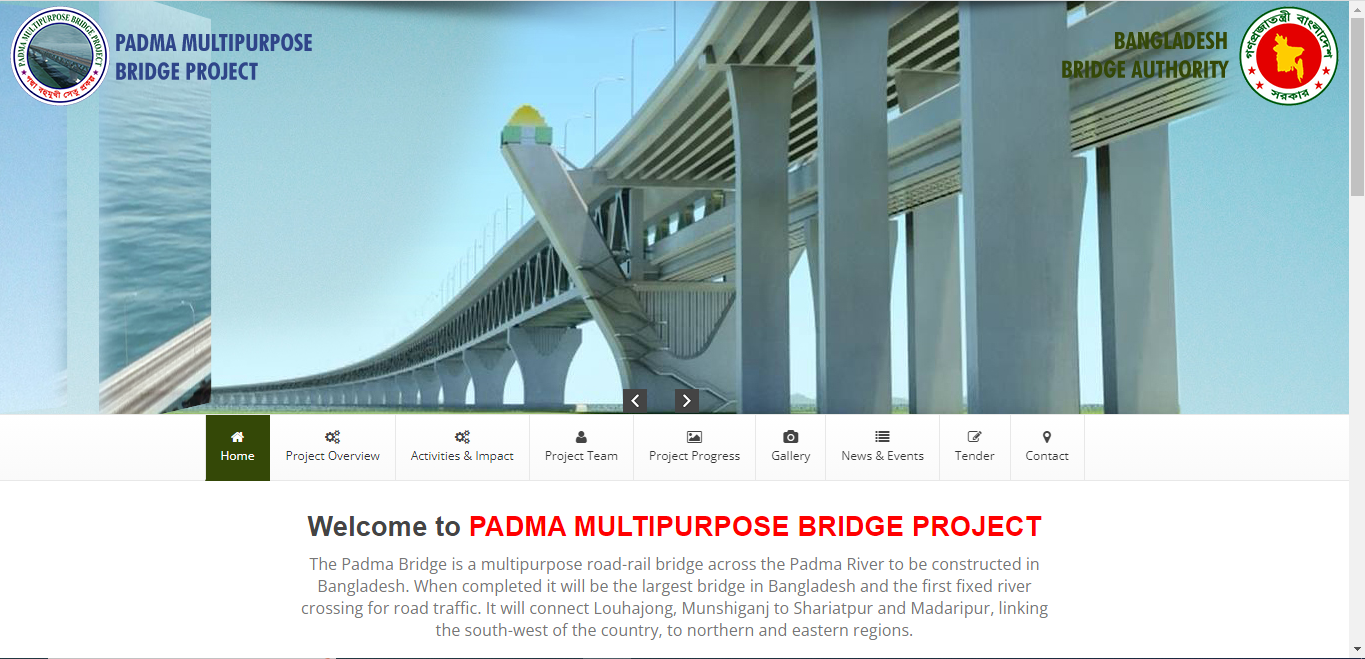 PADMA MULTIPURPOSE BRIDGE PROJECT
পদ্মা বহুমুখী সেতু প্রকল্প
PADMA MULTIPURPOSE
BRIDGE PROJECT
BANGLADESH
BRIDGE AUTHORITY
গণপ্রজাতন্ত্রী বাংলাদেশ
সরকার
Home
Project Overview
Activities & Impact
Project Team
Project Progress
Gallery
News & Events
Tender
Contact
Welcome to PADMA MULTIPURPOSE BRIDGE PROJECT
The Padma Bridge is a multipurpose road-rail bridge across the Padma River to be constructed in
Bangladesh. When completed it will be the largest bridge in Bangladesh and the first fixed river
crossing for road traffic. It will connect Louhajong, Munshiganj to Shariatpur and Madaripur, linking
the south-west of the country, to northern and eastern regions.